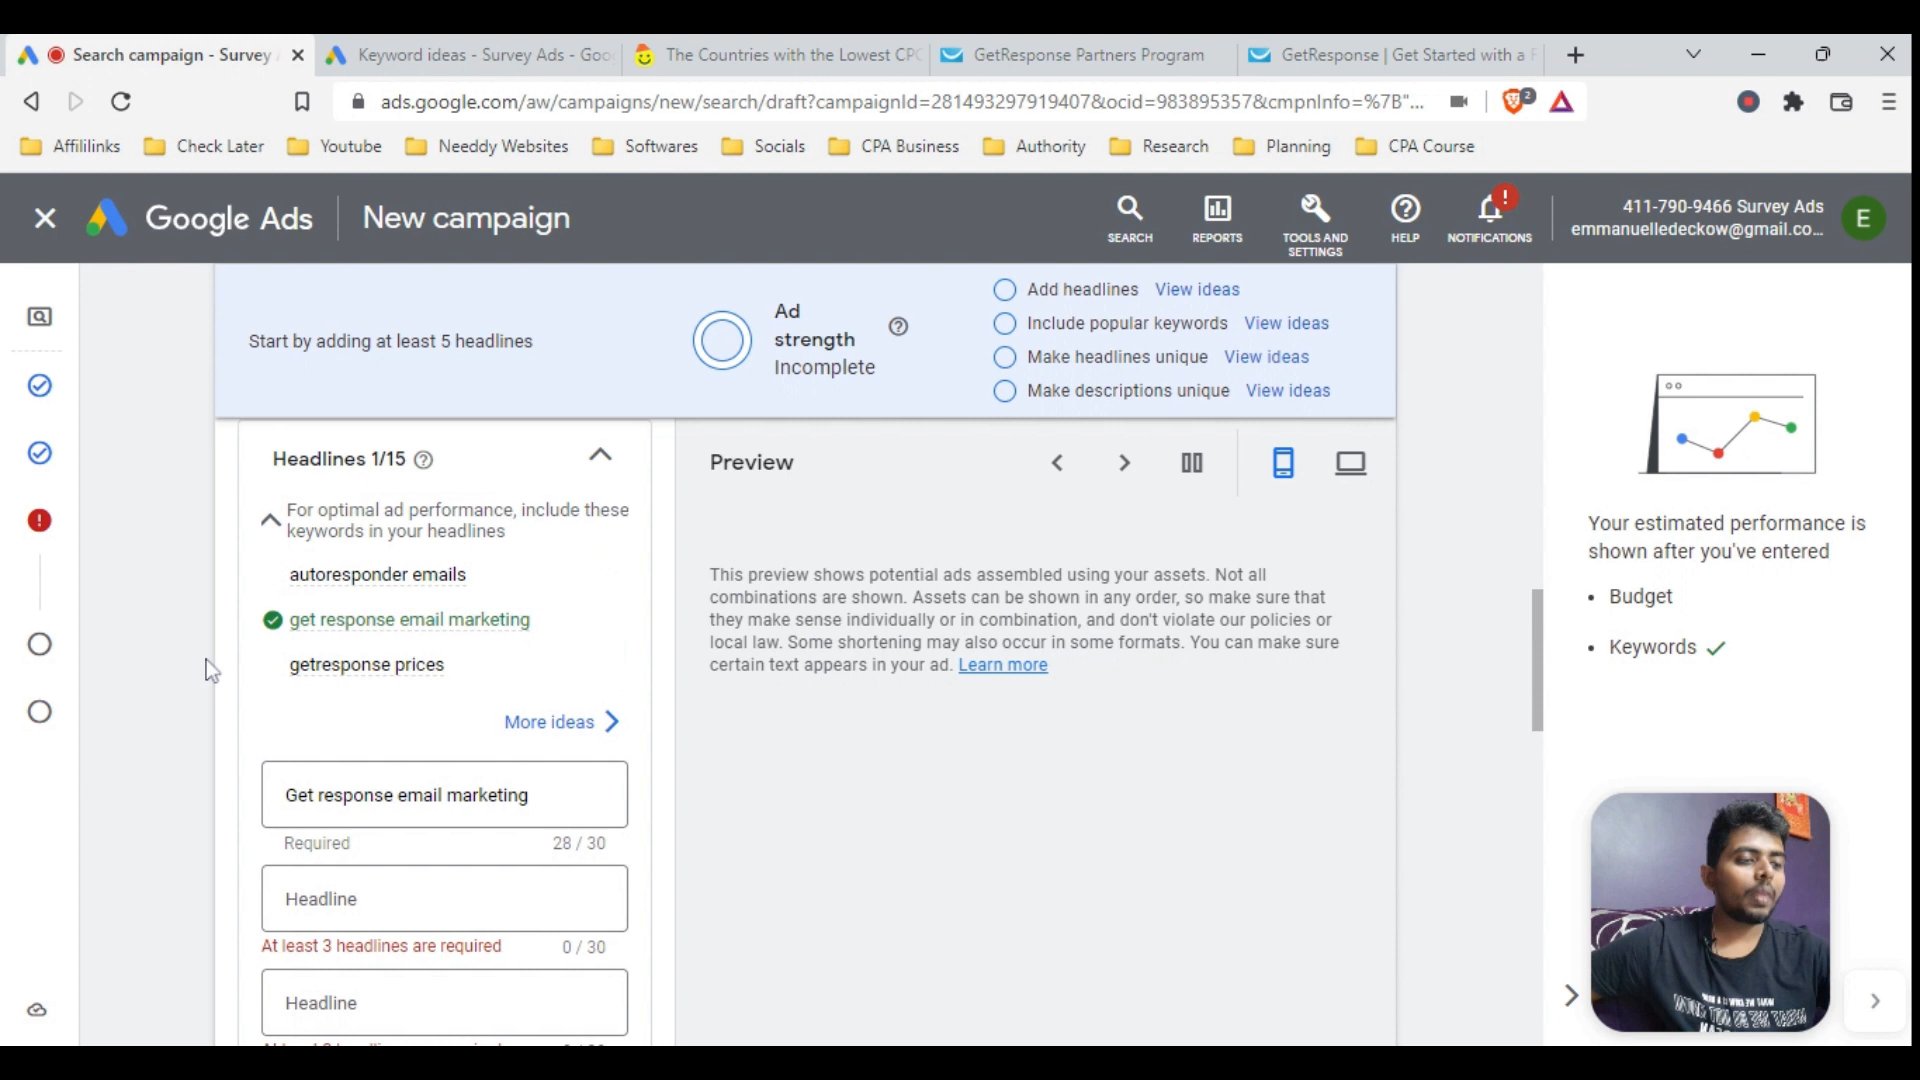 Search campaign - Survey
Keyword ideas - Survey Ads - Goo
The Countries with the Lowest CPC
GetResponse Partners Program
GetResponse | Get Started with a F
ads.google.com/aw/campaigns/new/search/draft?campaignId=281493297919407&ocid=983895357&cmpnInfo=%7B"...
2
Affililinks
Check Later
Youtube
Needdy Websites
Softwares
Socials
CPA Business
Authority
Research
Planning
CPA Course
Google Ads
New campaign
SEARCH
REPORTS
TOOLS AND
SETTINGS
HELP
!
NOTIFICATIONS
411-790-9466 Survey Ads
emmanuelledeckow@gmail.co...
E
Start by adding at least 5 headlines
Ad
strength
Incomplete
Add headlines View ideas
Include popular keywords View ideas
Make headlines unique View ideas
Make descriptions unique View ideas
Headlines 1/15
For optimal ad performance, include these
keywords in your headlines
autoresponder emails
get response email marketing
getresponse prices
More ideas
Get response email marketing
Required 28 / 30
Headline
At least 3 headlines are required 0 / 30
Headline
Preview
This preview shows potential ads assembled using your assets. Not all
combinations are shown. Assets can be shown in any order, so make sure that
they make sense individually or in combination, and don't violate our policies or
local law. Some shortening may also occur in some formats. You can make sure
certain text appears in your ad. Learn more
Your estimated performance is
shown after you've entered
• Budget
• Keywords